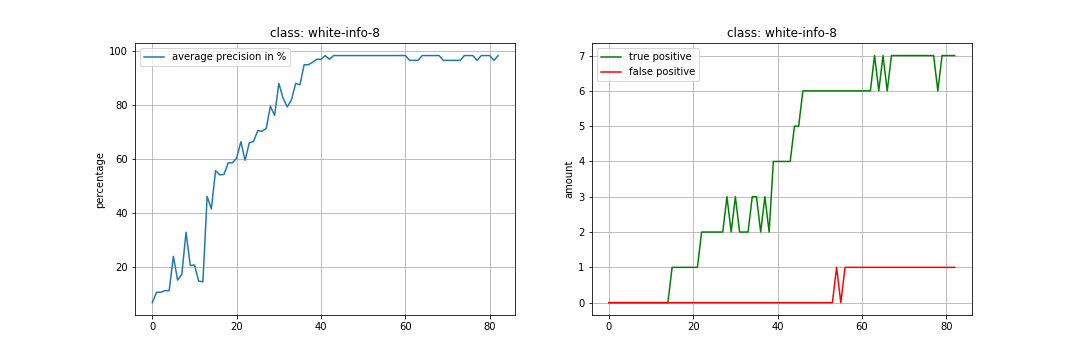 class: white-info-8
average precision in %
percentage
100
80
60
40
20
0 20 40 60 80
class: white-info-8
true positive
false positive
amount
7
6
5
4
3
2
1
0
0 20 40 60 80